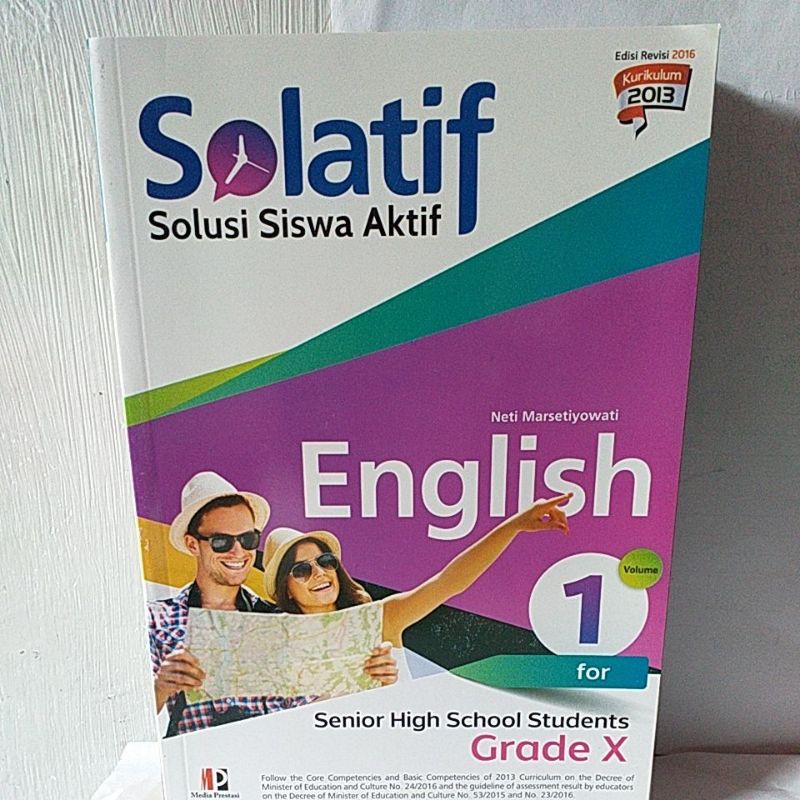 Edisi Revisi 2016
Kurikulum
2013
Solatif
Solusi Siswa Aktif
Neti Marsetiyowati
English
Volume
1
for
Senior High School Students
Grade X
MP
Media Prestasi
Follow the Core Competencies and Basic Competencies of 2013 Curriculum on the Decree of
Minister of Education and Culture No. 24/2016 and the guideline of assessment result by educators
on the Decree of Minister of Education and Culture No. 53/2015 and No. 23/2016.